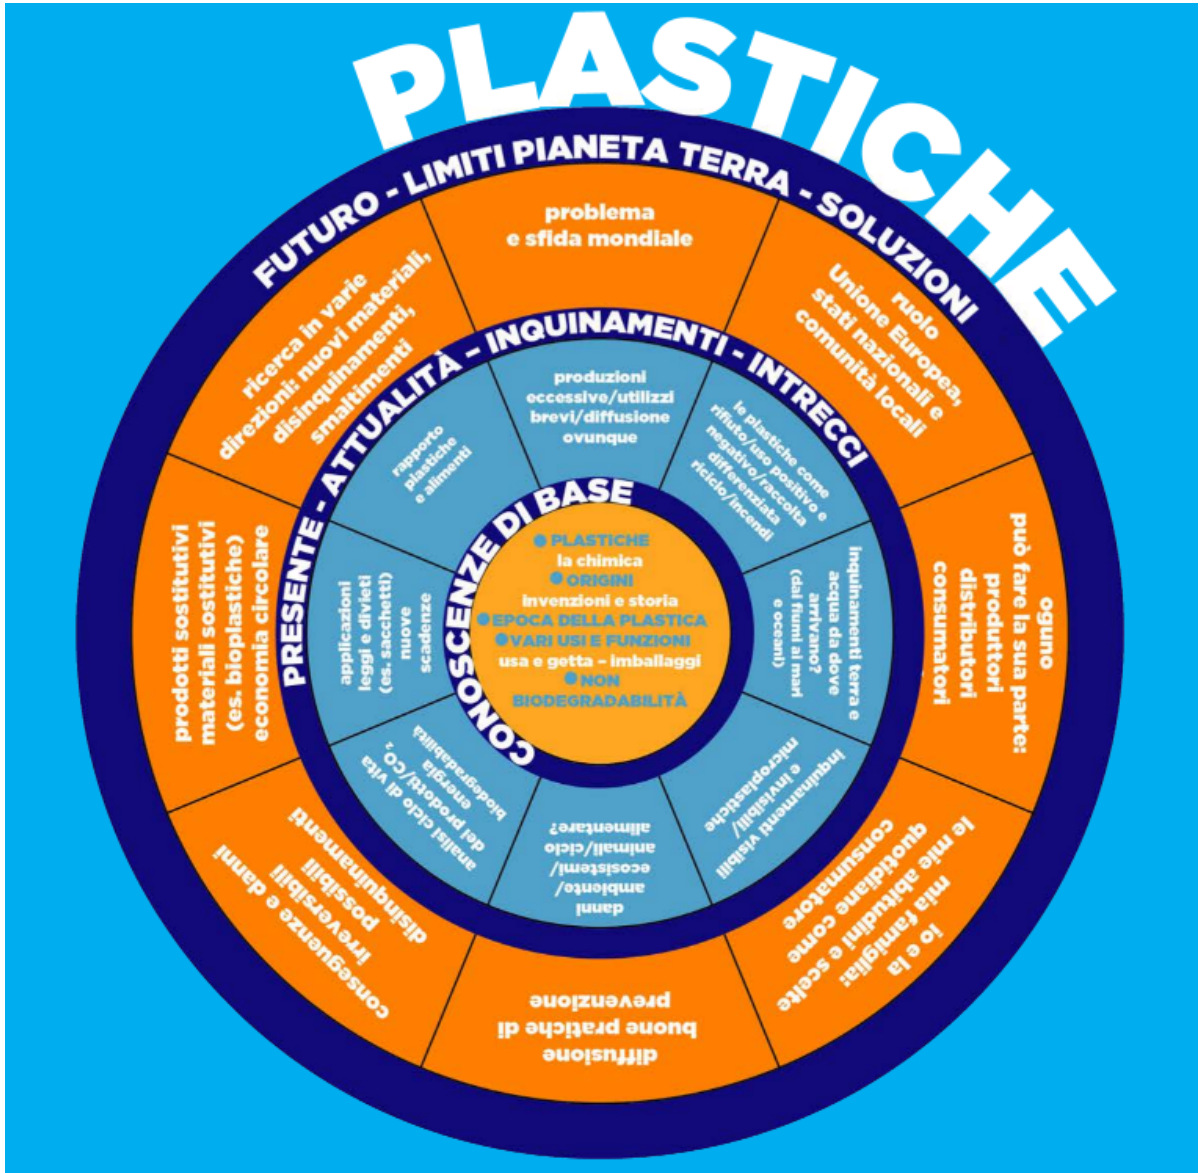 PLASTICHE
FUTURO - LIMITI PIANETA TERRA - SOLUZIONI
problema
e sfida mondiale
ruolo
Unione Europea,
stati nazionali e
comunità locali
oguno
può fare la sua parte:
produttori
distributori
consumatori
io e la
mia famiglia:
le mie abitudini e scelte
quotidiane come
consumatore
diffusione
buone pratiche di
prevenzione
conseguenze e danni
irreversibili
possibili
disinquinamenti
prodotti sostitutivi
materiali sostitutivi
(es. bioplastiche)
economia circolare
ricerca in varie
direzioni: nuovi materiali,
disinquinamenti,
smaltimenti
PRESENTE - ATTUALITÀ – INQUINAMENTI - INTRECCI
produzioni
eccessive/utilizzi
brevi/diffusione
ovunque
le plastiche come
rifiuto/uso positivo e
negativo/raccolta
differenziata
riciclo/incendi
inquinamenti terra e
acqua da dove
arrivano?
(dai fiumi ai mari
e oceani)
inquinamenti visibili
e invisibili/
microplastiche
danni
ambiente/
ecosistemi/
animali/ciclo
alimentare?
analisi ciclo di vita
dei prodotti/CO₂
energia
biodegradabilità
applicazioni
leggi e divieti
(es. sacchetti)
nuove
scadenze
rapporto
plastiche
e alimenti
CONOSCENZE DI BASE
● PLASTICHE
la chimica
● ORIGINI
invenzioni e storia
● EPOCA DELLA PLASTICA
● VARI USI E FUNZIONI
usa e getta – imballaggi
● NON
BIODEGRADABILITÀ